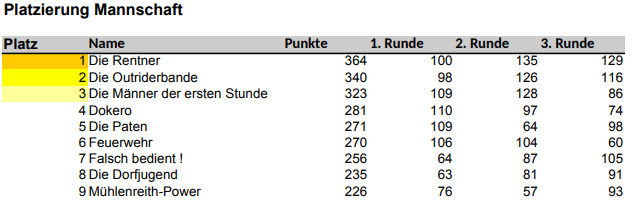 Platzierung Mannschaft
Platz Name Punkte 1. Runde 2. Runde 3. Runde
1 Die Rentner 364 100 135 129
2 Die Outriderbande 340 98 126 116
3 Die Männer der ersten Stunde 323 109 128 86
4 Dokero 281 110 97 74
5 Die Paten 271 109 64 98
6 Feuerwehr 270 106 104 60
7 Falsch bedient ! 256 64 87 105
8 Die Dorfjugend 235 63 81 91
9 Mühlenreith-Power 226 76 57 93